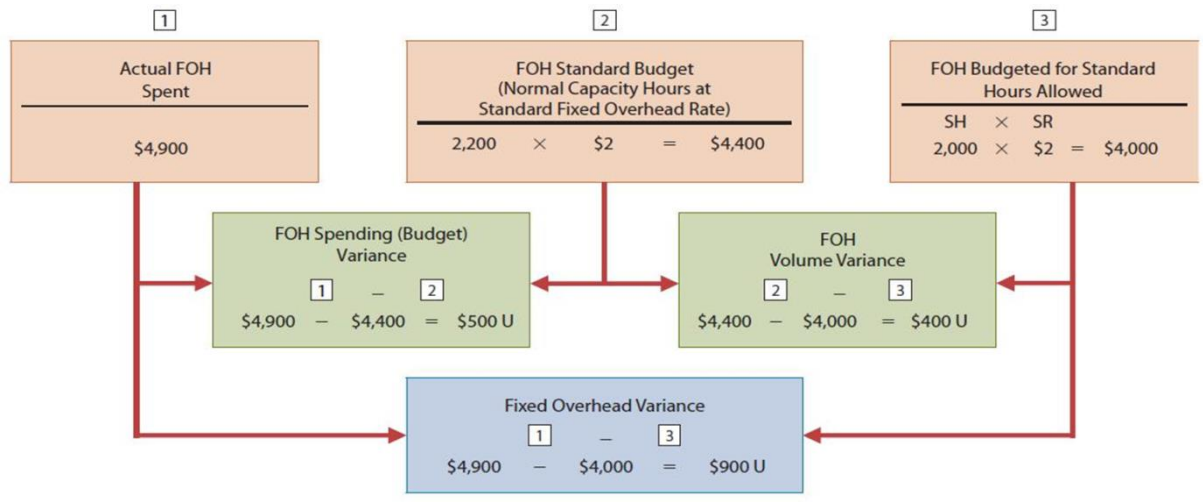 1
2
3
Actual FOH
Spent
$4,900
FOH Standard Budget
(Normal Capacity Hours at
Standard Fixed Overhead Rate)
2,200 × $2 = $4,400
FOH Budgeted for Standard
Hours Allowed
SH × SR
2,000 × $2 = $4,000
FOH Spending (Budget)
Variance
1 – 2
$4,900 – $4,400 = $500 U
FOH
Volume Variance
2 – 3
$4,400 – $4,000 = $400 U
Fixed Overhead Variance
1 – 3
$4,900 – $4,000 = $900 U